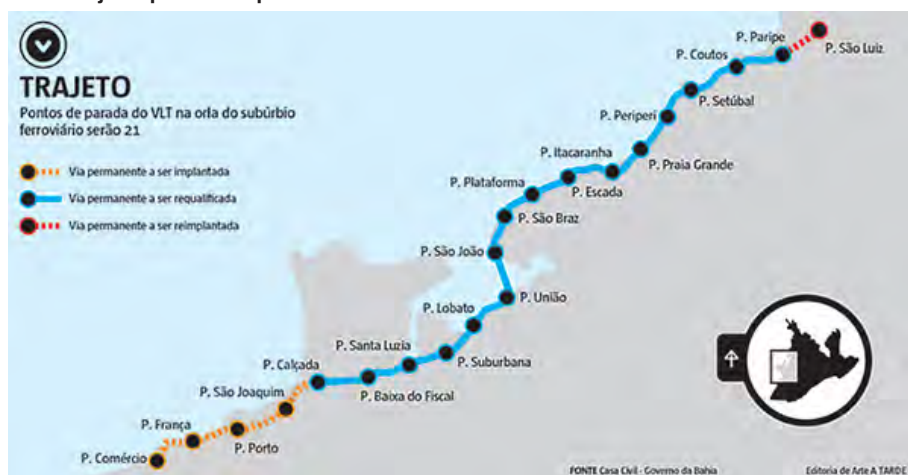 TRAJETO
Pontos de parada do VLT na orla do subúrbio
ferroviário serão 21
Via permanente a ser implantada
Via permanente a ser requalificada
Via permanente a ser reimplantada
P. São Luiz
P. Paripe
P. Coutos
P. Setúbal
P. Periperi
P. Praia Grande
P. Itacaranha
P. Escada
P. Plataforma
P. São Braz
P. São João
P. União
P. Lobato
P. Suburbana
P. Santa Luzia
P. Baixa do Fiscal
P. Calçada
P. São Joaquim
P. Porto
P. França
P. Comércio
FONTE Casa Civil - Governo da Bahia
Editoria de Arte A TARDE